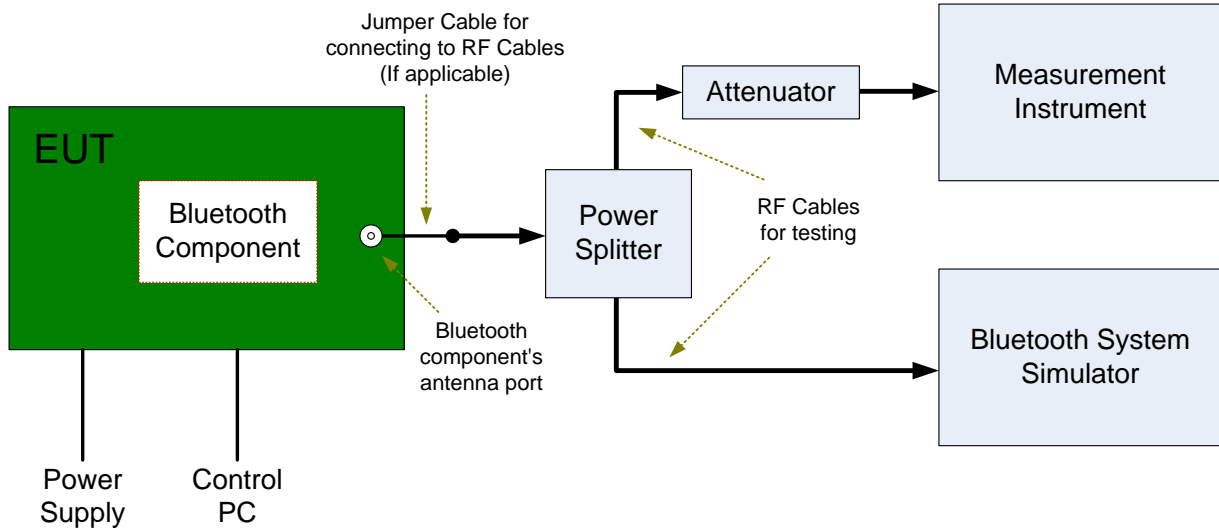 Jumper Cable for
connecting to RF Cables
(If applicable)
EUT
Bluetooth
Component
Bluetooth
component's
antenna port
Power
Supply
Control
PC
Power
Splitter
Attenuator
RF Cables
for testing
Measurement
Instrument
Bluetooth System
Simulator